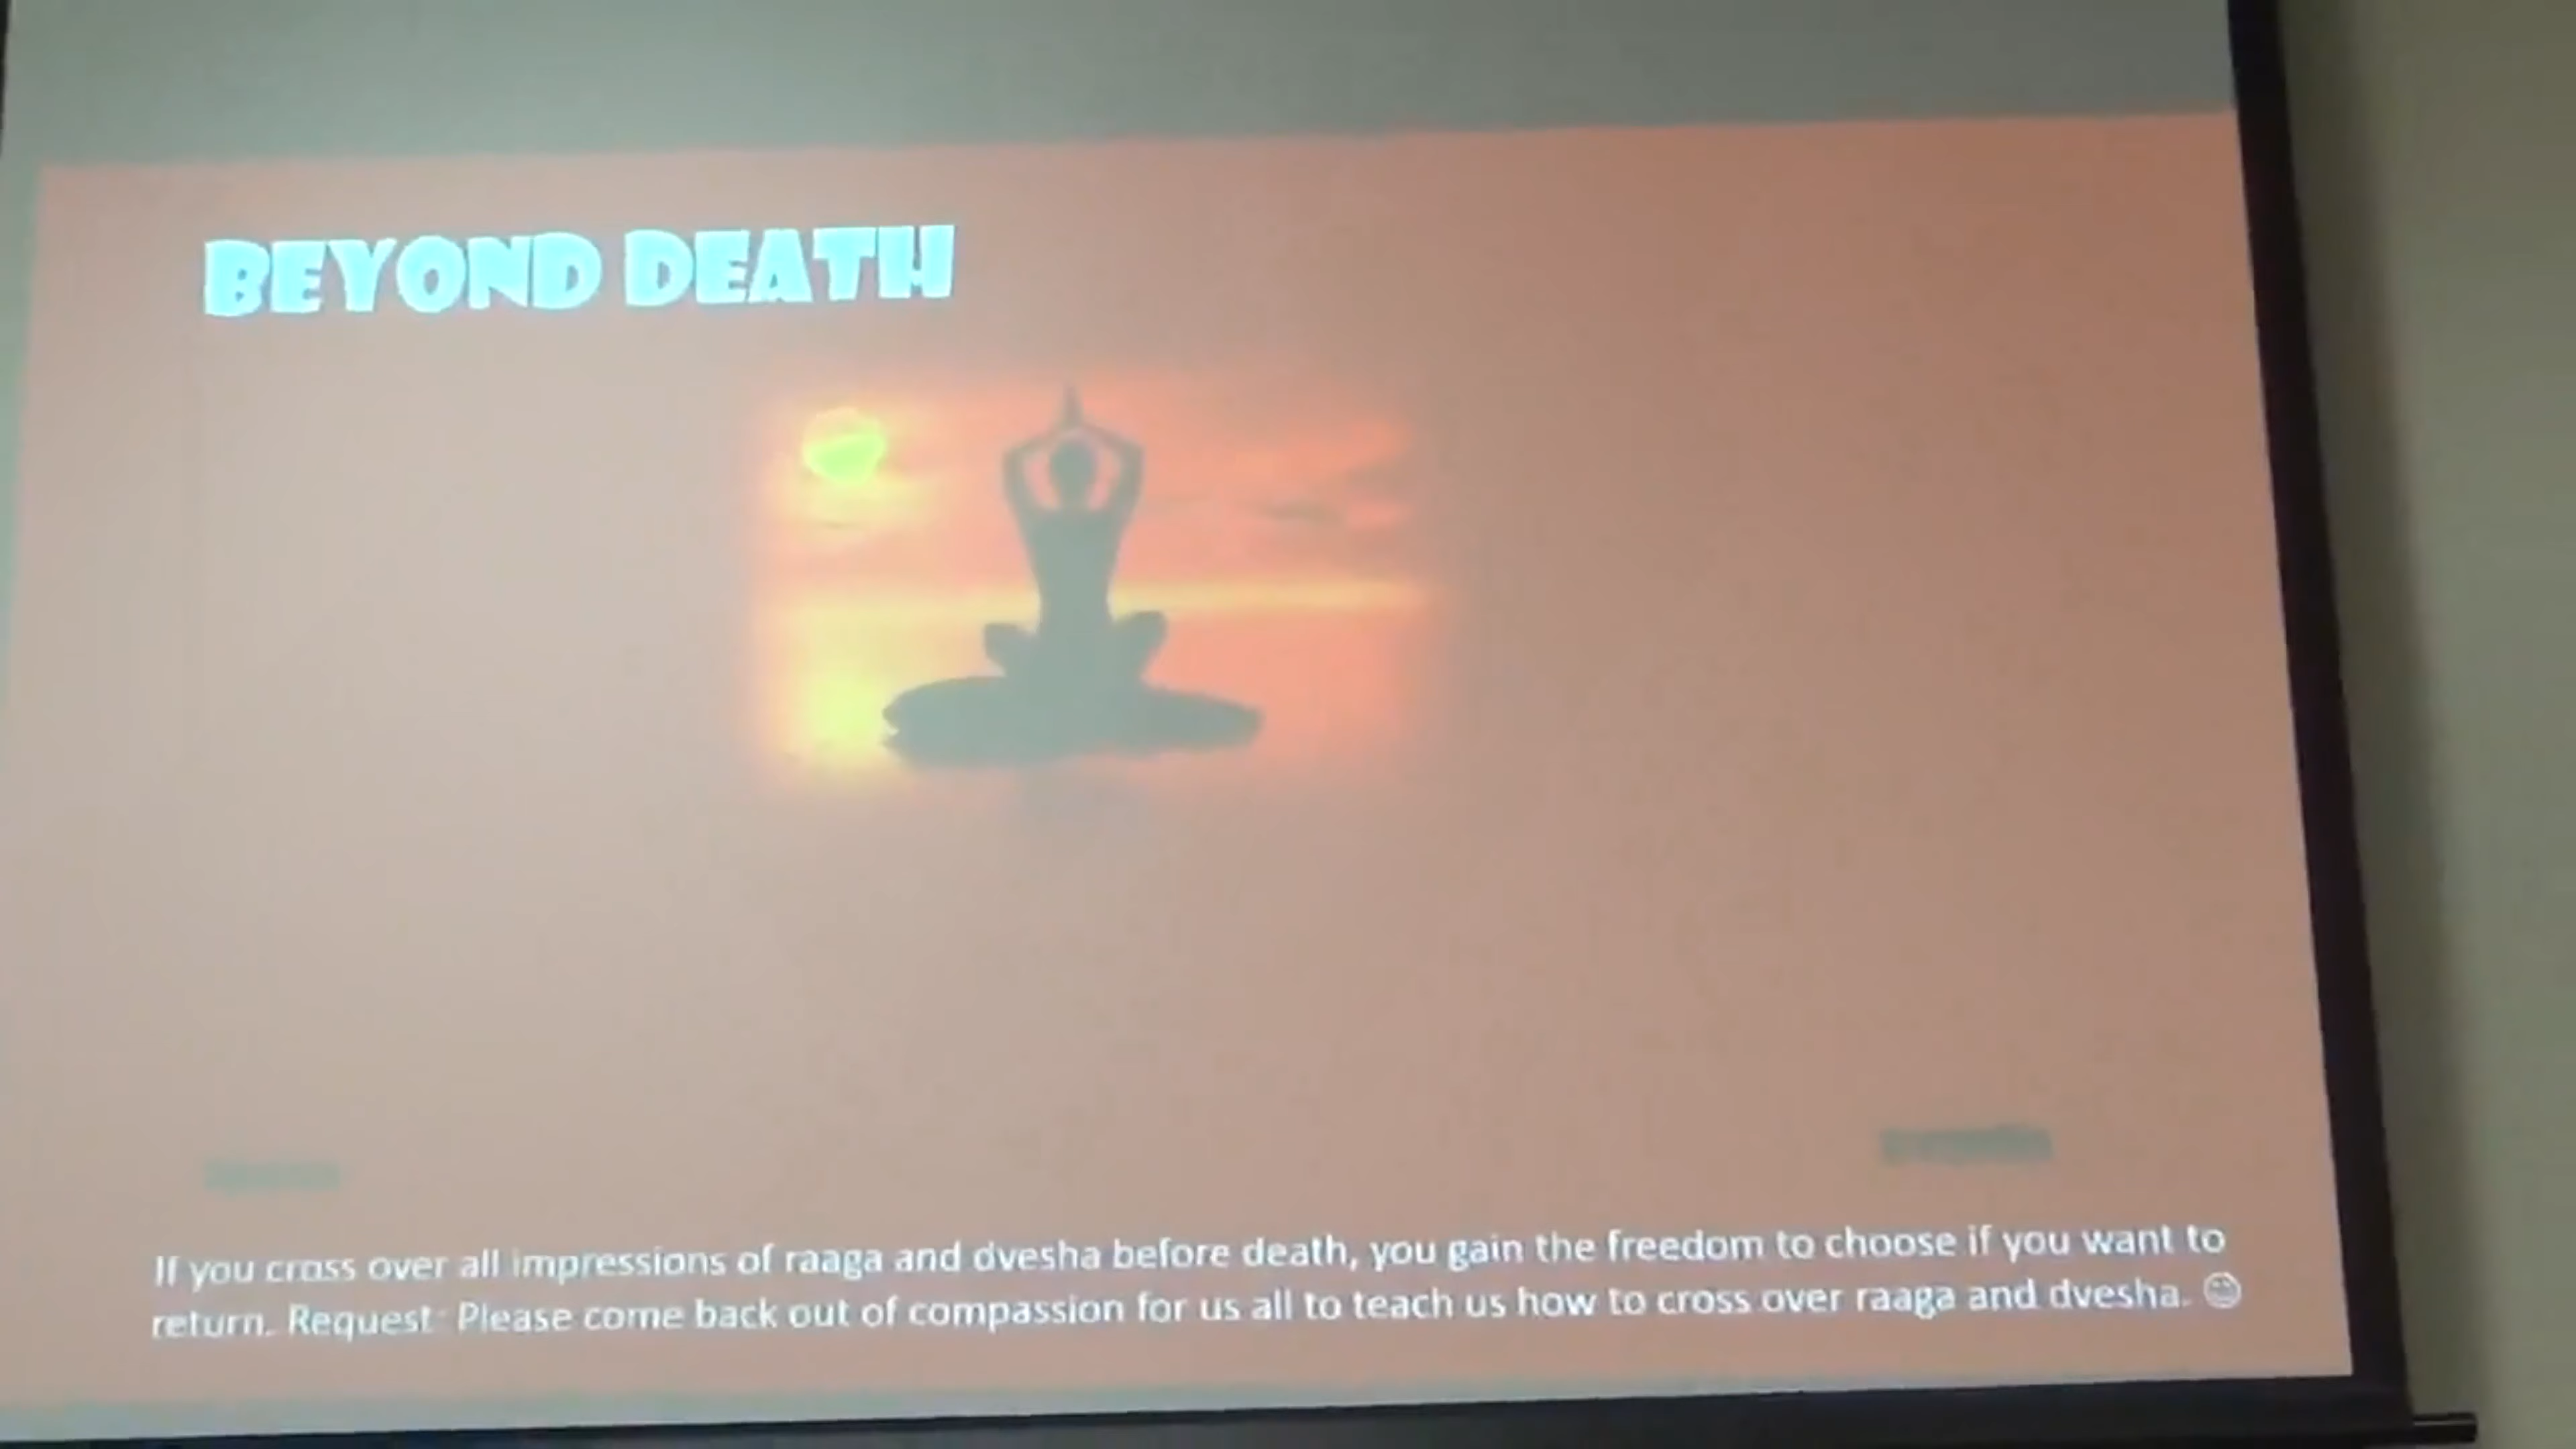 BEYOND DEATH
If you cross over all impressions of raaga and dvesha before death, you gain the freedom to choose if you want to
return. Request: Please come back out of compassion for us all to teach us how to cross over raaga and dvesha. 😊